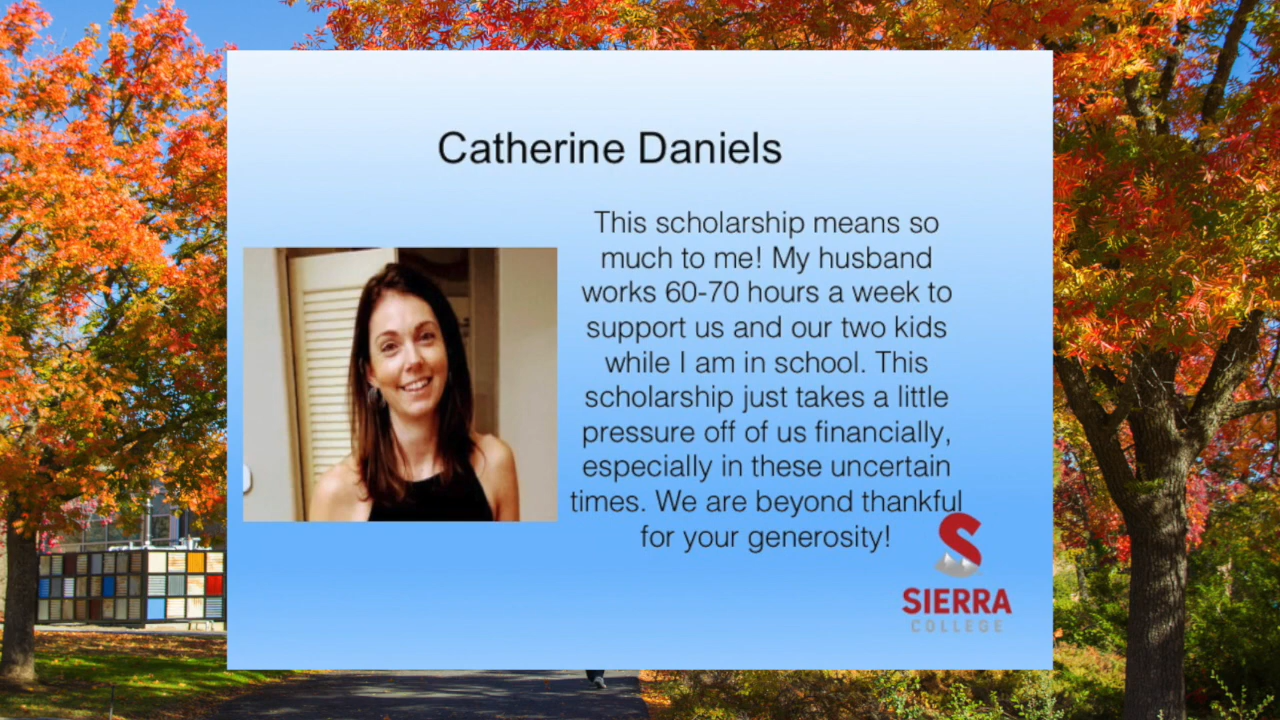 Catherine Daniels
This scholarship means so
much to me! My husband
works 60-70 hours a week to
support us and our two kids
while I am in school. This
scholarship just takes a little
pressure off of us financially,
especially in these uncertain
times. We are beyond thankful
for your generosity!
SIERRA
COLLEGE